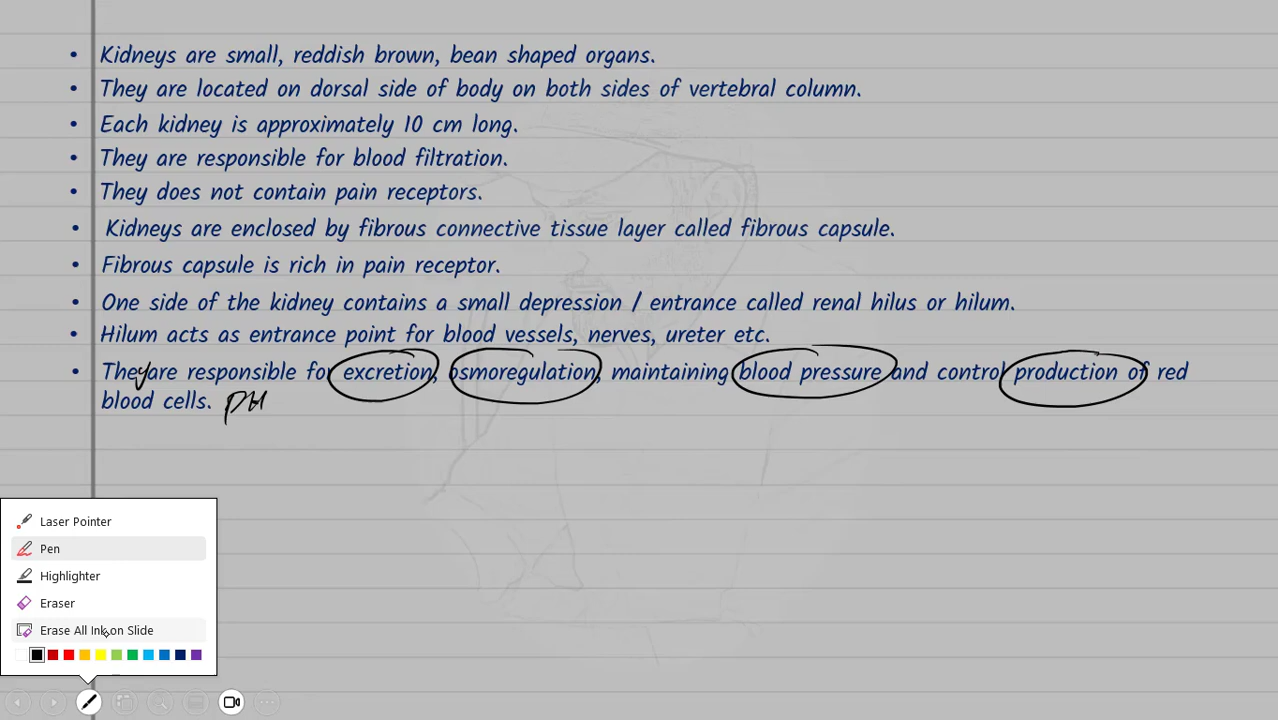 • Kidneys are small, reddish brown, bean shaped organs.
• They are located on dorsal side of body on both sides of vertebral column.
• Each kidney is approximately 10 cm long.
• They are responsible for blood filtration.
• They does not contain pain receptors.
• Kidneys are enclosed by fibrous connective tissue layer called fibrous capsule.
• Fibrous capsule is rich in pain receptor.
• One side of the kidney contains a small depression / entrance called renal hilus or hilum.
• Hilum acts as entrance point for blood vessels, nerves, ureter etc.
• They are responsible for excretion, osmoregulation, maintaining blood pressure and control production of red
blood cells. PH
Laser Pointer
Pen
Highlighter
Eraser
Erase All Ink on Slide